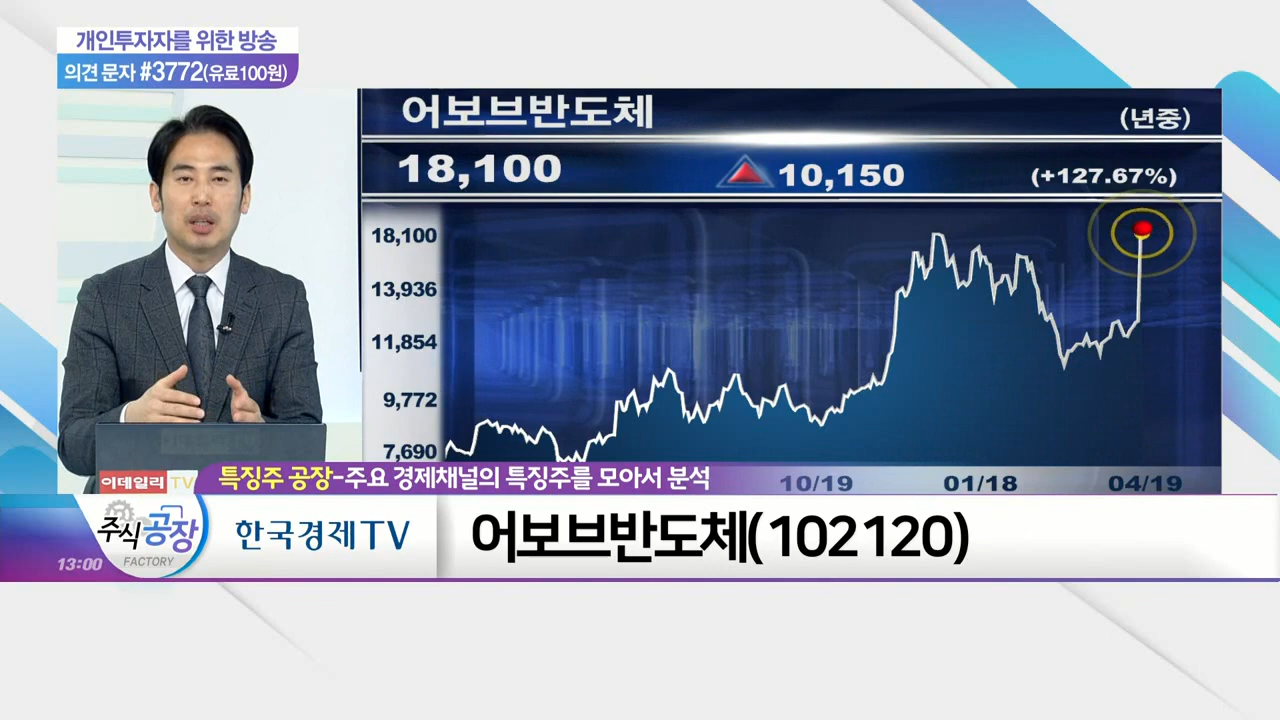 개인투자자를 위한 방송
의견 문자 #3772(유료100원)
어보브반도체
(년중)
18,100
10,150
(+127.67%)
18,100
13,936
11,854
9,772
7,690
10/19
01/18
04/19
이데일리TV
특징주 공장-주요 경제채널의 특징주를 모아서 분석
주식공장
FACTORY
13:00
한국경제TV
어보브반도체(102120)